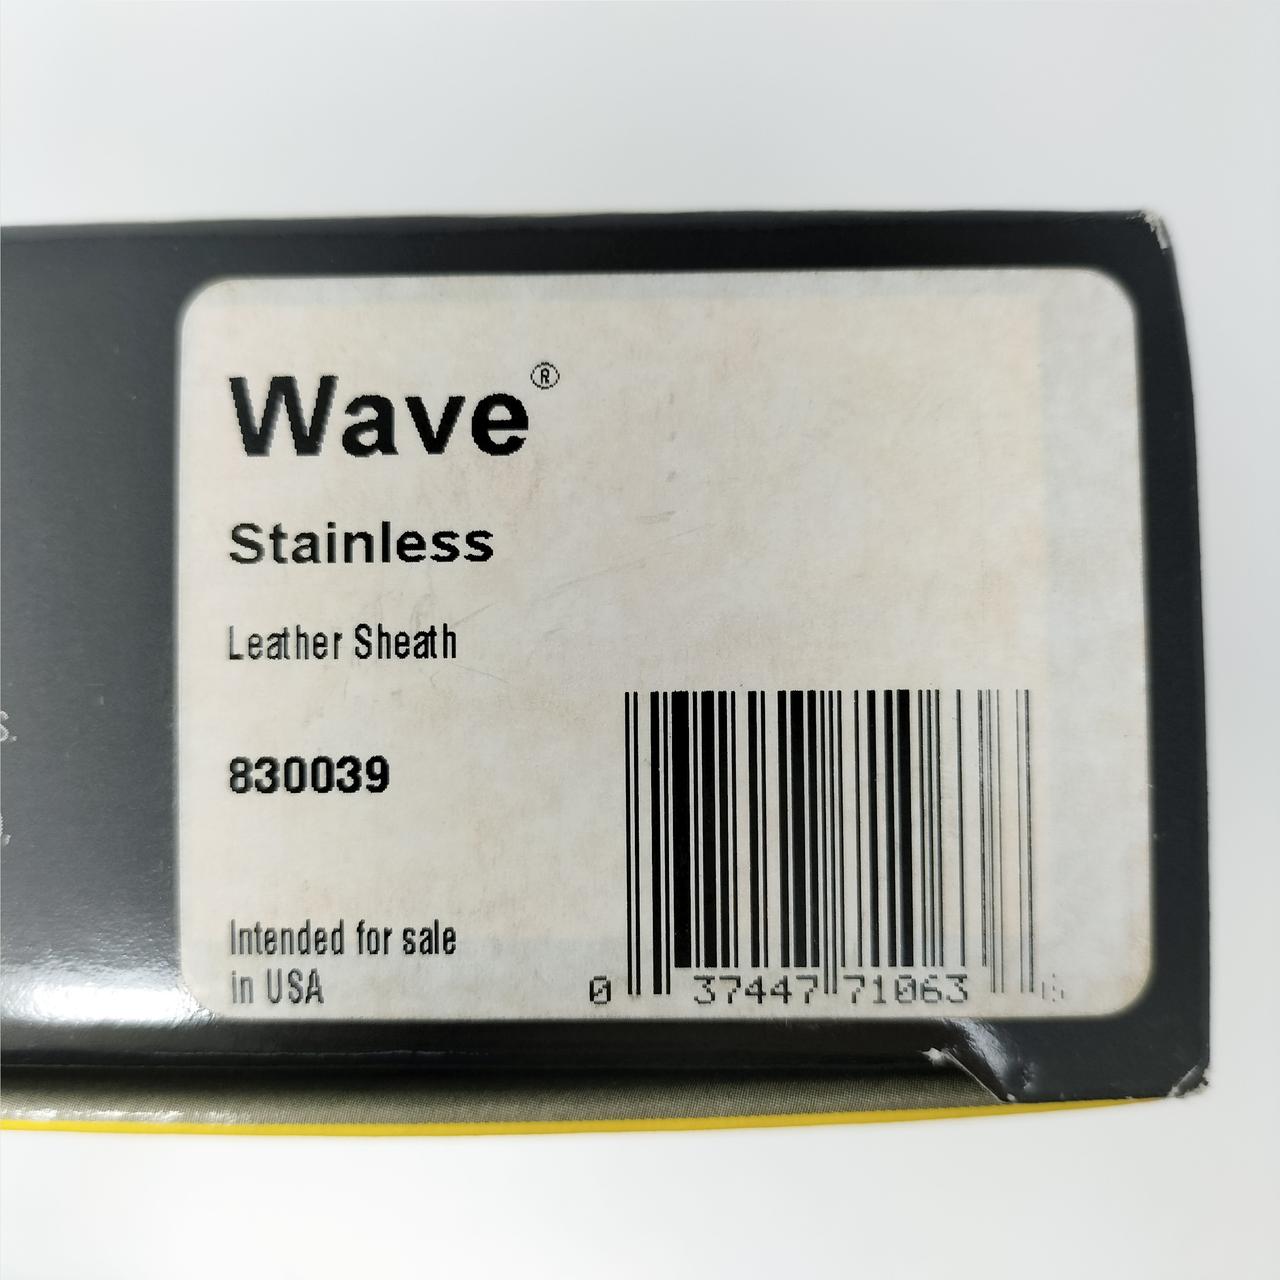 Wave®
Stainless
Leather Sheath
830039
Intended for sale
in USA
0 37447 71063